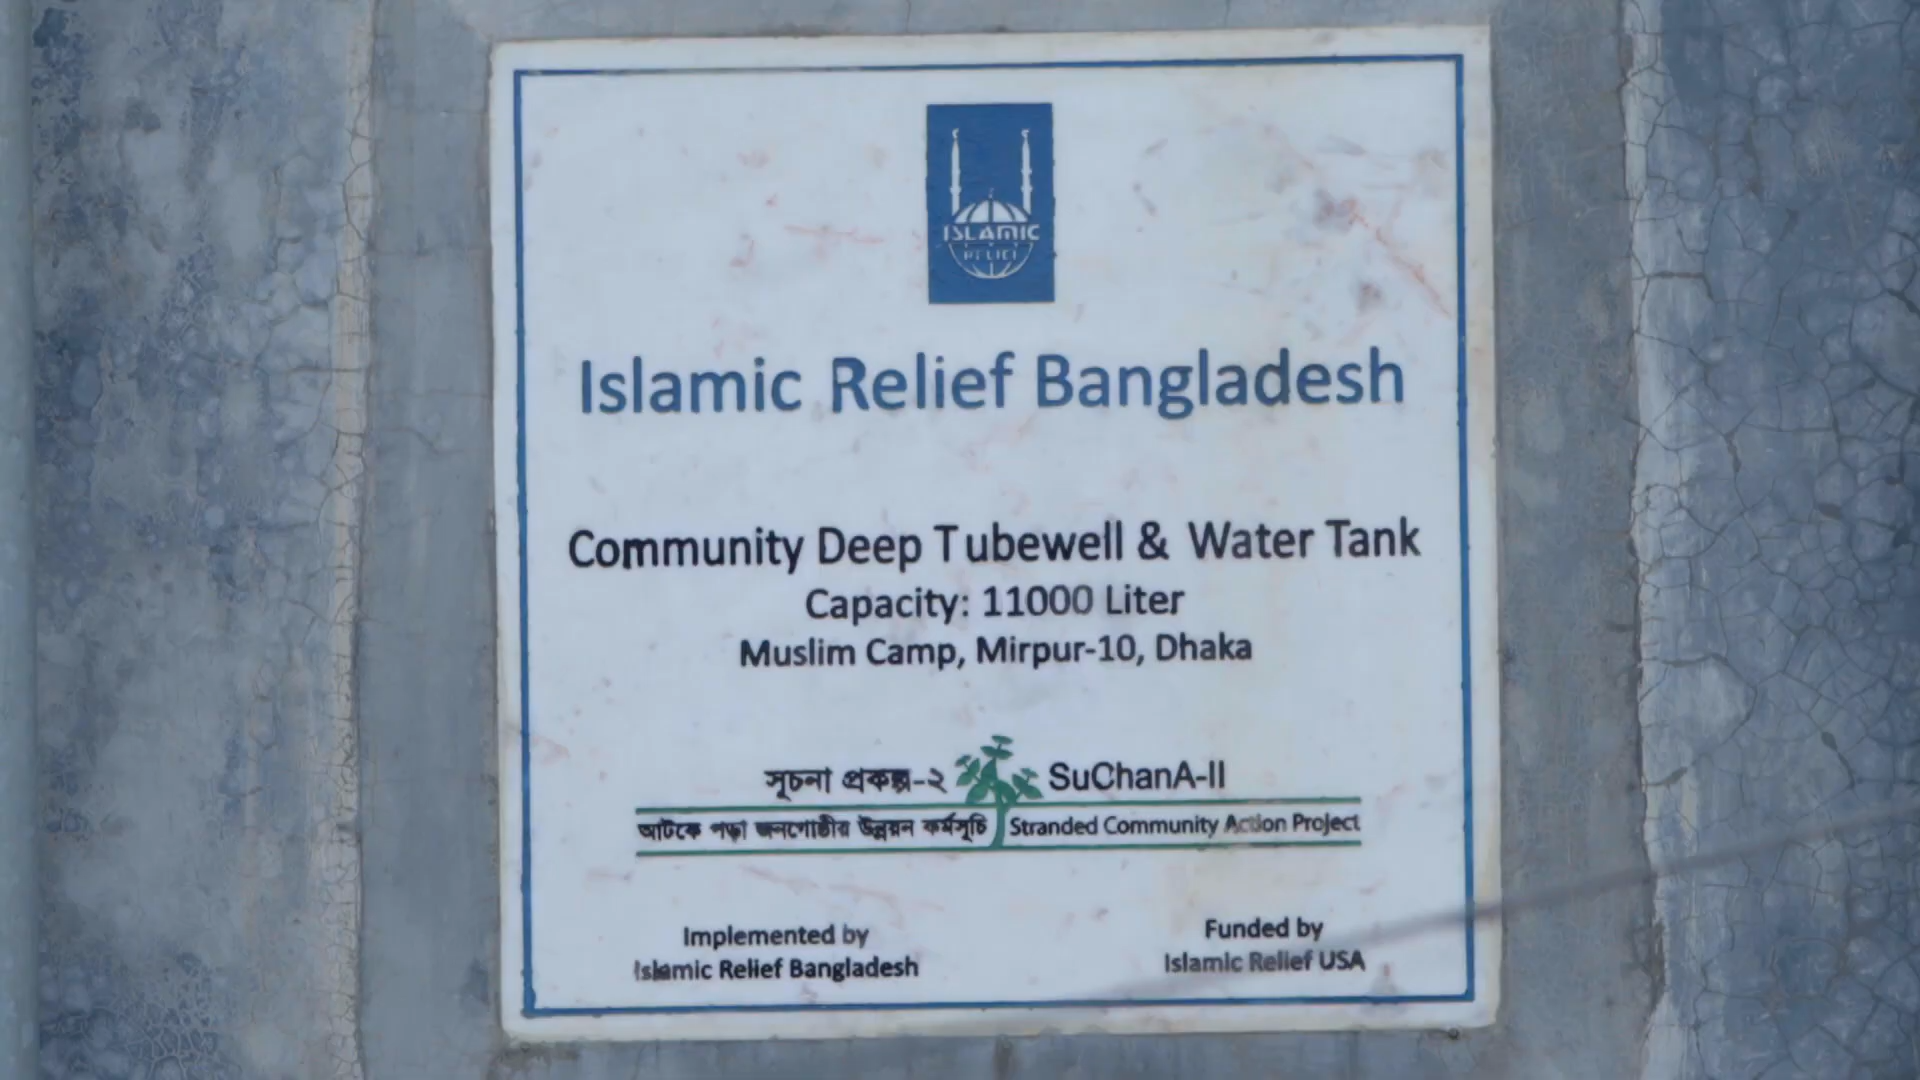 ISLAMIC
RELIEF
Islamic Relief Bangladesh
Community Deep Tubewell & Water Tank
Capacity: 11000 Liter
Muslim Camp, Mirpur-10, Dhaka
সূচনা প্রকল্প-২ SuChanA-II
আটকে পড়া জনগোষ্ঠীর উন্নয়ন কর্মসূচি Stranded Community Action Project
Implemented by
Islamic Relief Bangladesh
Funded by
Islamic Relief USA